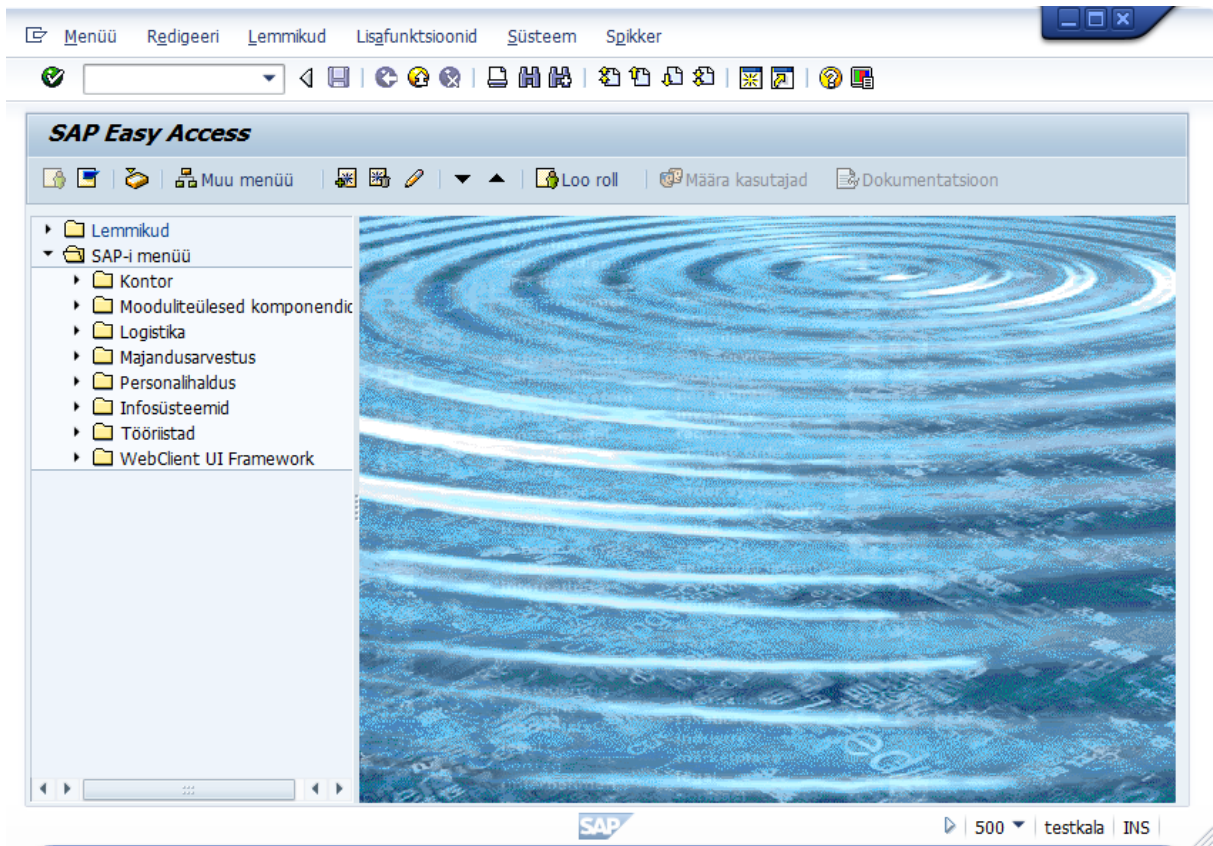 Menüü Redigeeri Lemmikud Lisafunktsioonid Süsteem Spikker
SAP Easy Access
Muu menüü Loo roll Määra kasutajad Dokumentatsioon
Lemmikud
SAP-i menüü
Kontor
Mooduliteülesed komponendid
Logistika
Majandusarvestus
Personalihaldus
Infosüsteemid
Tööriistad
WebClient UI Framework
SAP 500 testkala INS